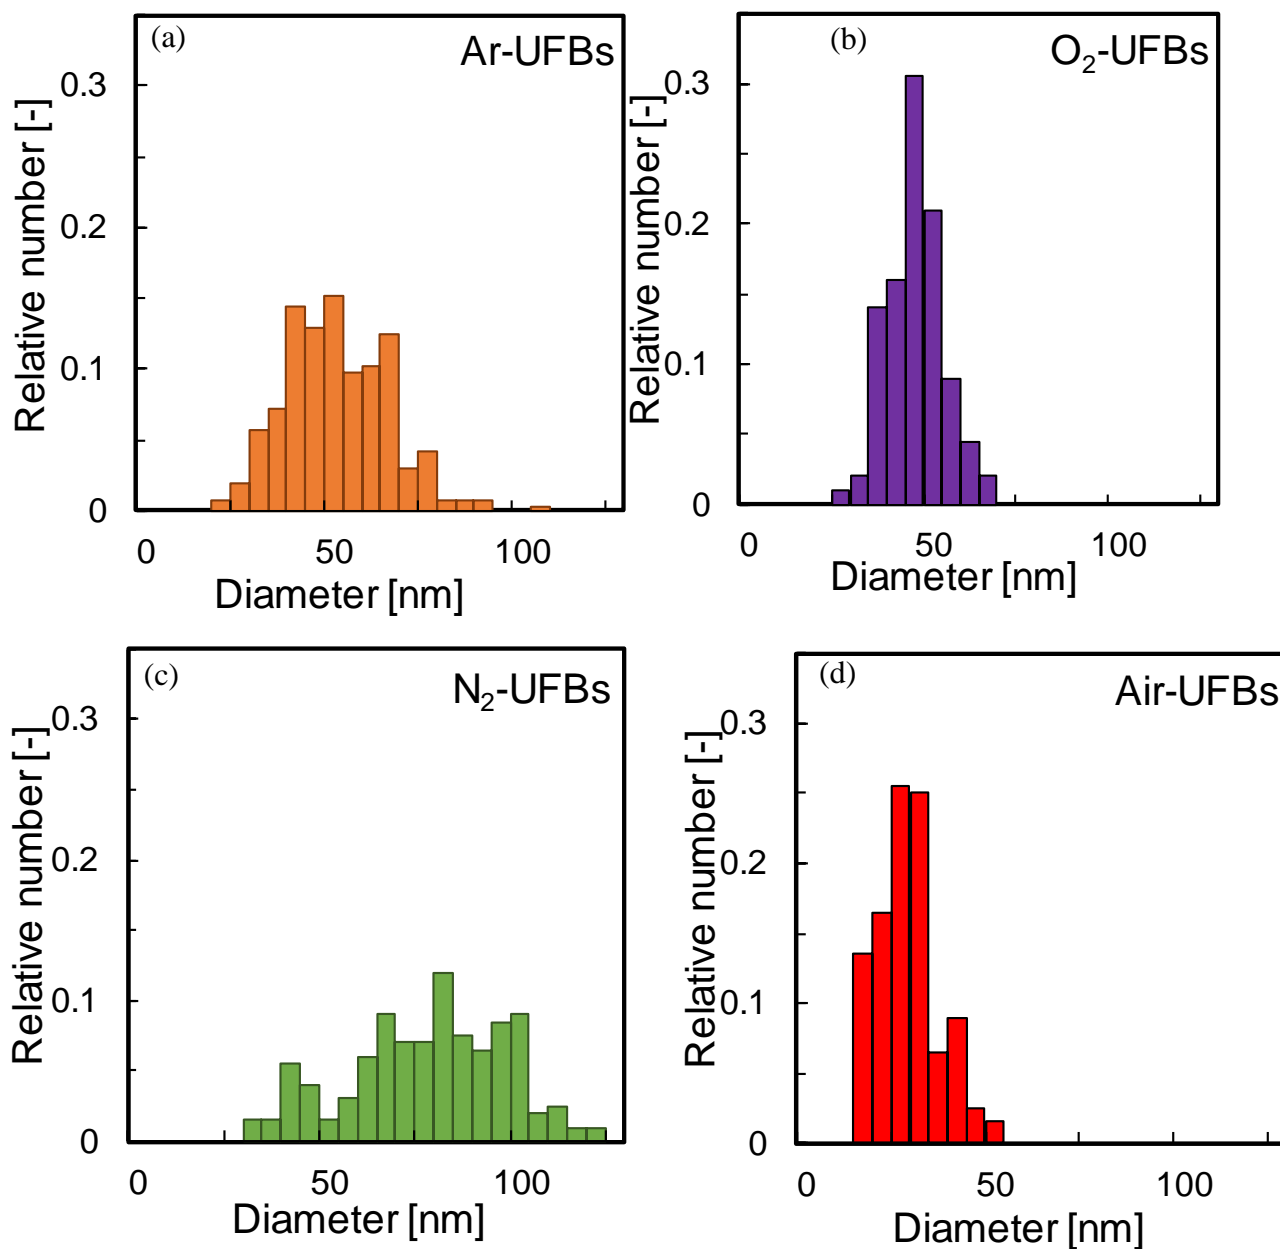 (a)
Ar-UFBs
Relative number [-]
0.3
0.2
0.1
0
0 50 100
Diameter [nm]
(b)
O₂-UFBs
Relative number [-]
0.3
0.2
0.1
0
0 50 100
Diameter [nm]
(c)
N₂-UFBs
Relative number [-]
0.3
0.2
0.1
0
0 50 100
Diameter [nm]
(d)
Air-UFBs
Relative number [-]
0.3
0.2
0.1
0
0 50 100
Diameter [nm]